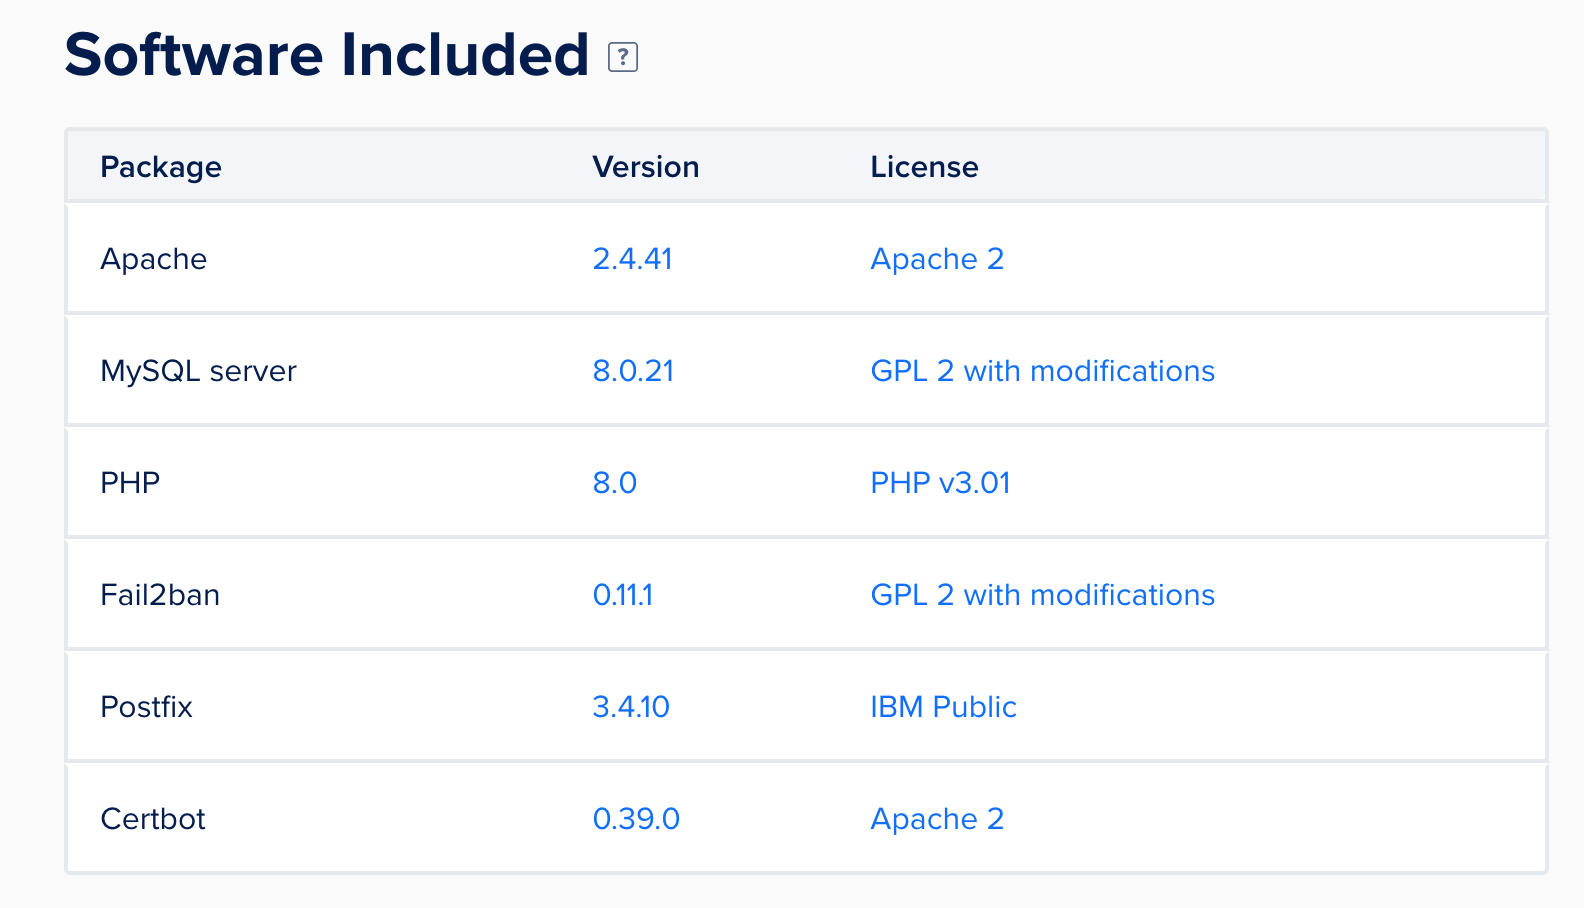 Software Included ?
Package Version License
Apache 2.4.41 Apache 2
MySQL server 8.0.21 GPL 2 with modifications
PHP 8.0 PHP v3.01
Fail2ban 0.11.1 GPL 2 with modifications
Postfix 3.4.10 IBM Public
Certbot 0.39.0 Apache 2